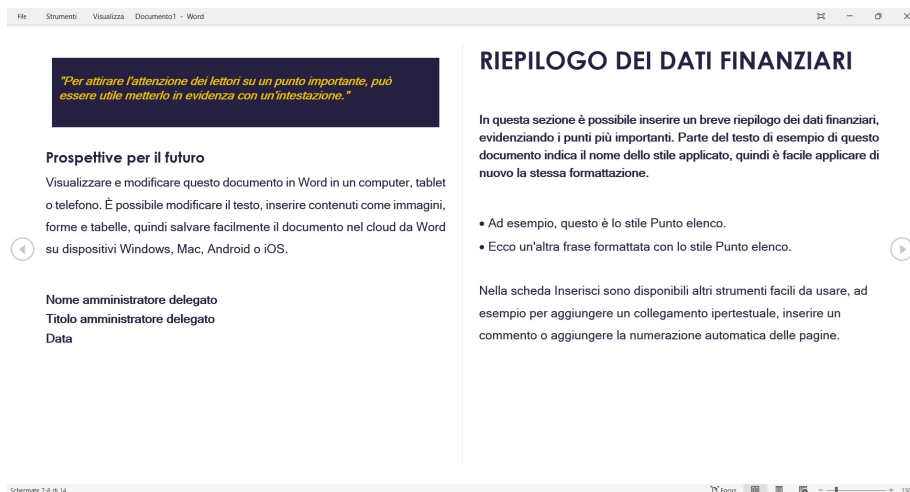 File Strumenti Visualizza Documento1 - Word
"Per attirare l'attenzione dei lettori su un punto importante, può
essere utile metterlo in evidenza con un'intestazione."
Prospettive per il futuro
Visualizzare e modificare questo documento in Word in un computer, tablet
o telefono. È possibile modificare il testo, inserire contenuti come immagini,
forme e tabelle, quindi salvare facilmente il documento nel cloud da Word
su dispositivi Windows, Mac, Android o iOS.
Nome amministratore delegato
Titolo amministratore delegato
Data
RIEPILOGO DEI DATI FINANZIARI
In questa sezione è possibile inserire un breve riepilogo dei dati finanziari,
evidenziando i punti più importanti. Parte del testo di esempio di questo
documento indica il nome dello stile applicato, quindi è facile applicare di
nuovo la stessa formattazione.
• Ad esempio, questo è lo stile Punto elenco.
• Ecco un'altra frase formattata con lo stile Punto elenco.
Nella scheda Inserisci sono disponibili altri strumenti facili da usare, ad
esempio per aggiungere un collegamento ipertestuale, inserire un
commento o aggiungere la numerazione automatica delle pagine.
Schermate 7-8 di 14 Focus